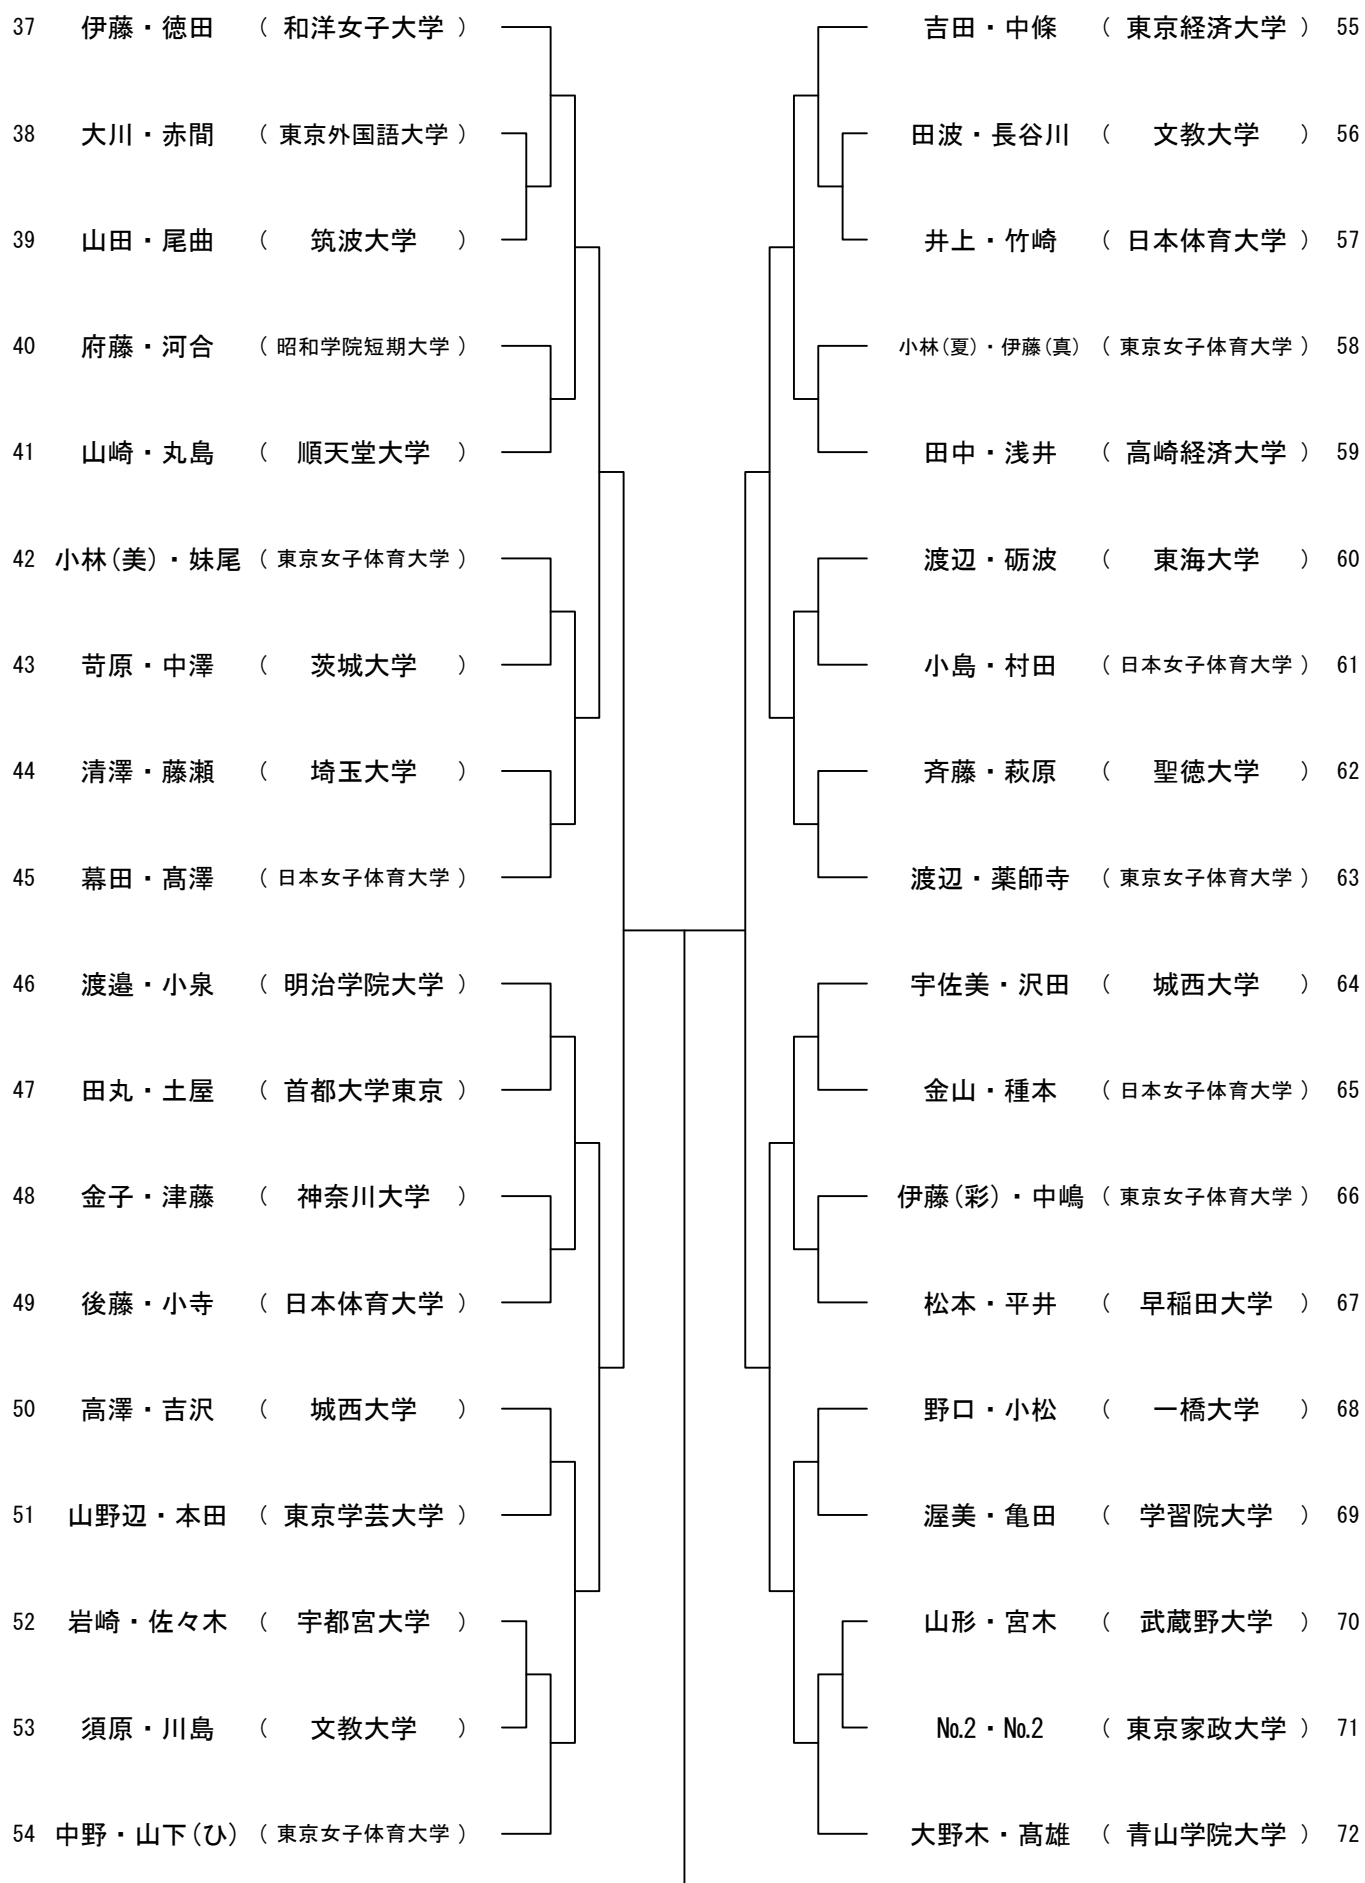 37 伊藤・徳田 ( 和洋女子大学 )
38 大川・赤間 ( 東京外国語大学 )
39 山田・尾曲 ( 筑波大学 )
40 府藤・河合 ( 昭和学院短期大学 )
41 山崎・丸島 ( 順天堂大学 )
42 小林(美)・妹尾 ( 東京女子体育大学 )
43 苛原・中澤 ( 茨城大学 )
44 清澤・藤瀬 ( 埼玉大学 )
45 幕田・髙澤 ( 日本女子体育大学 )
46 渡邉・小泉 ( 明治学院大学 )
47 田丸・土屋 ( 首都大学東京 )
48 金子・津藤 ( 神奈川大学 )
49 後藤・小寺 ( 日本体育大学 )
50 高澤・吉沢 ( 城西大学 )
51 山野辺・本田 ( 東京学芸大学 )
52 岩崎・佐々木 ( 宇都宮大学 )
53 須原・川島 ( 文教大学 )
54 中野・山下(ひ) ( 東京女子体育大学 )
吉田・中條 ( 東京経済大学 ) 55
田波・長谷川 ( 文教大学 ) 56
井上・竹崎 ( 日本体育大学 ) 57
小林(夏)・伊藤(真) ( 東京女子体育大学 ) 58
田中・浅井 ( 高崎経済大学 ) 59
渡辺・砺波 ( 東海大学 ) 60
小島・村田 ( 日本女子体育大学 ) 61
斉藤・萩原 ( 聖徳大学 ) 62
渡辺・薬師寺 ( 東京女子体育大学 ) 63
宇佐美・沢田 ( 城西大学 ) 64
金山・種本 ( 日本女子体育大学 ) 65
伊藤(彩)・中嶋 ( 東京女子体育大学 ) 66
松本・平井 ( 早稲田大学 ) 67
野口・小松 ( 一橋大学 ) 68
渥美・亀田 ( 学習院大学 ) 69
山形・宮木 ( 武蔵野大学 ) 70
№2・№2 ( 東京家政大学 ) 71
大野木・髙雄 ( 青山学院大学 ) 72